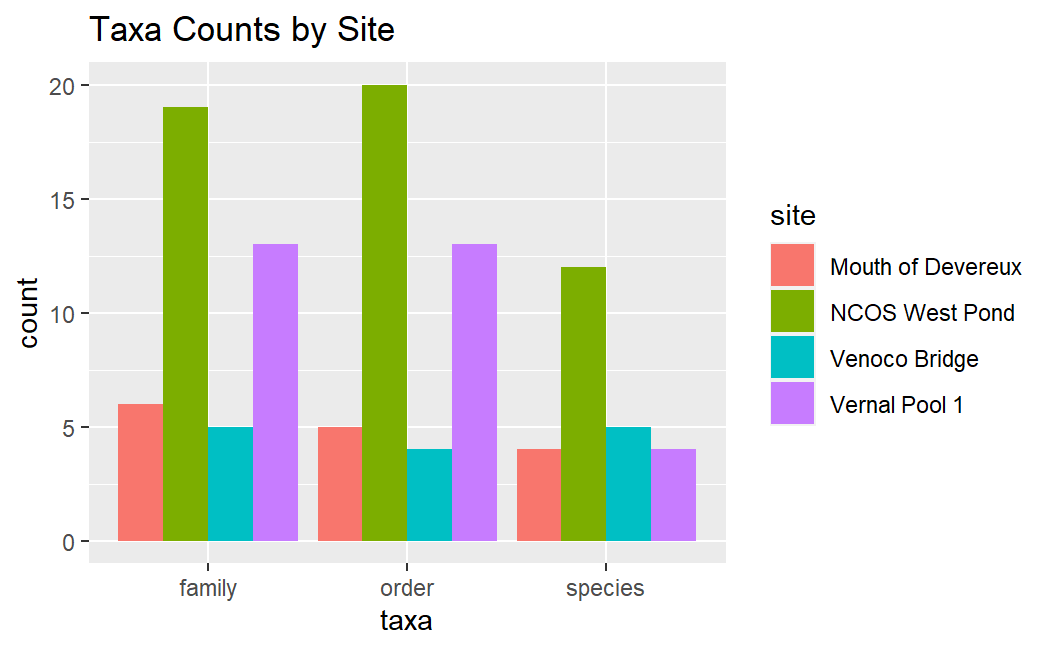 Taxa Counts by Site
20
15
10
5
0
count
family order species
taxa
site
Mouth of Devereux
NCOS West Pond
Venoco Bridge
Vernal Pool 1